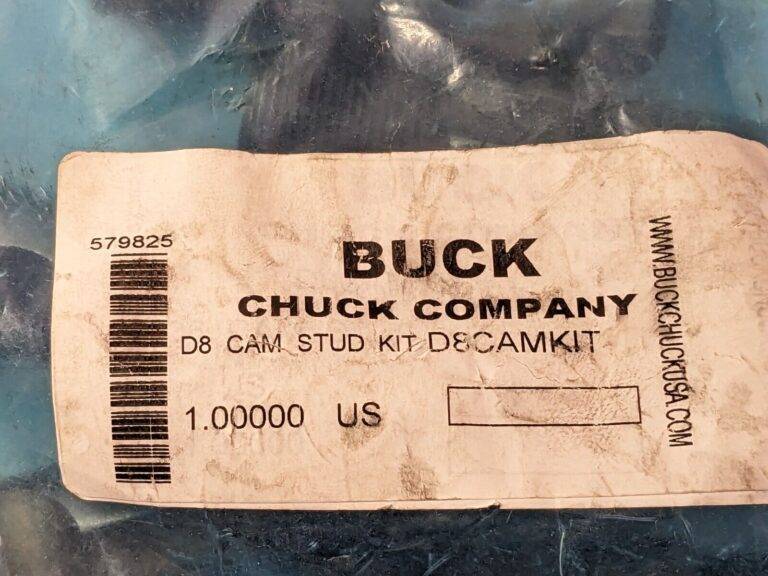 579825
BUCK
CHUCK COMPANY
D8 CAM STUD KIT D8CAMKIT
1.00000 US
WWW.BUCKCHUCKUSA.COM